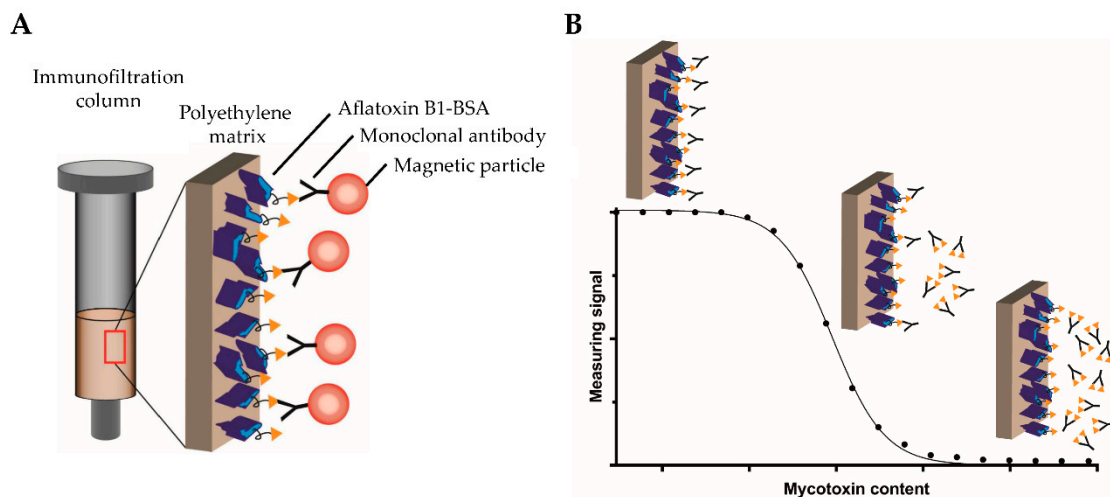 A
Immunofiltration
column
Polyethylene
matrix
Aflatoxin B1-BSA
Monoclonal antibody
Magnetic particle
B
Measuring signal
Mycotoxin content